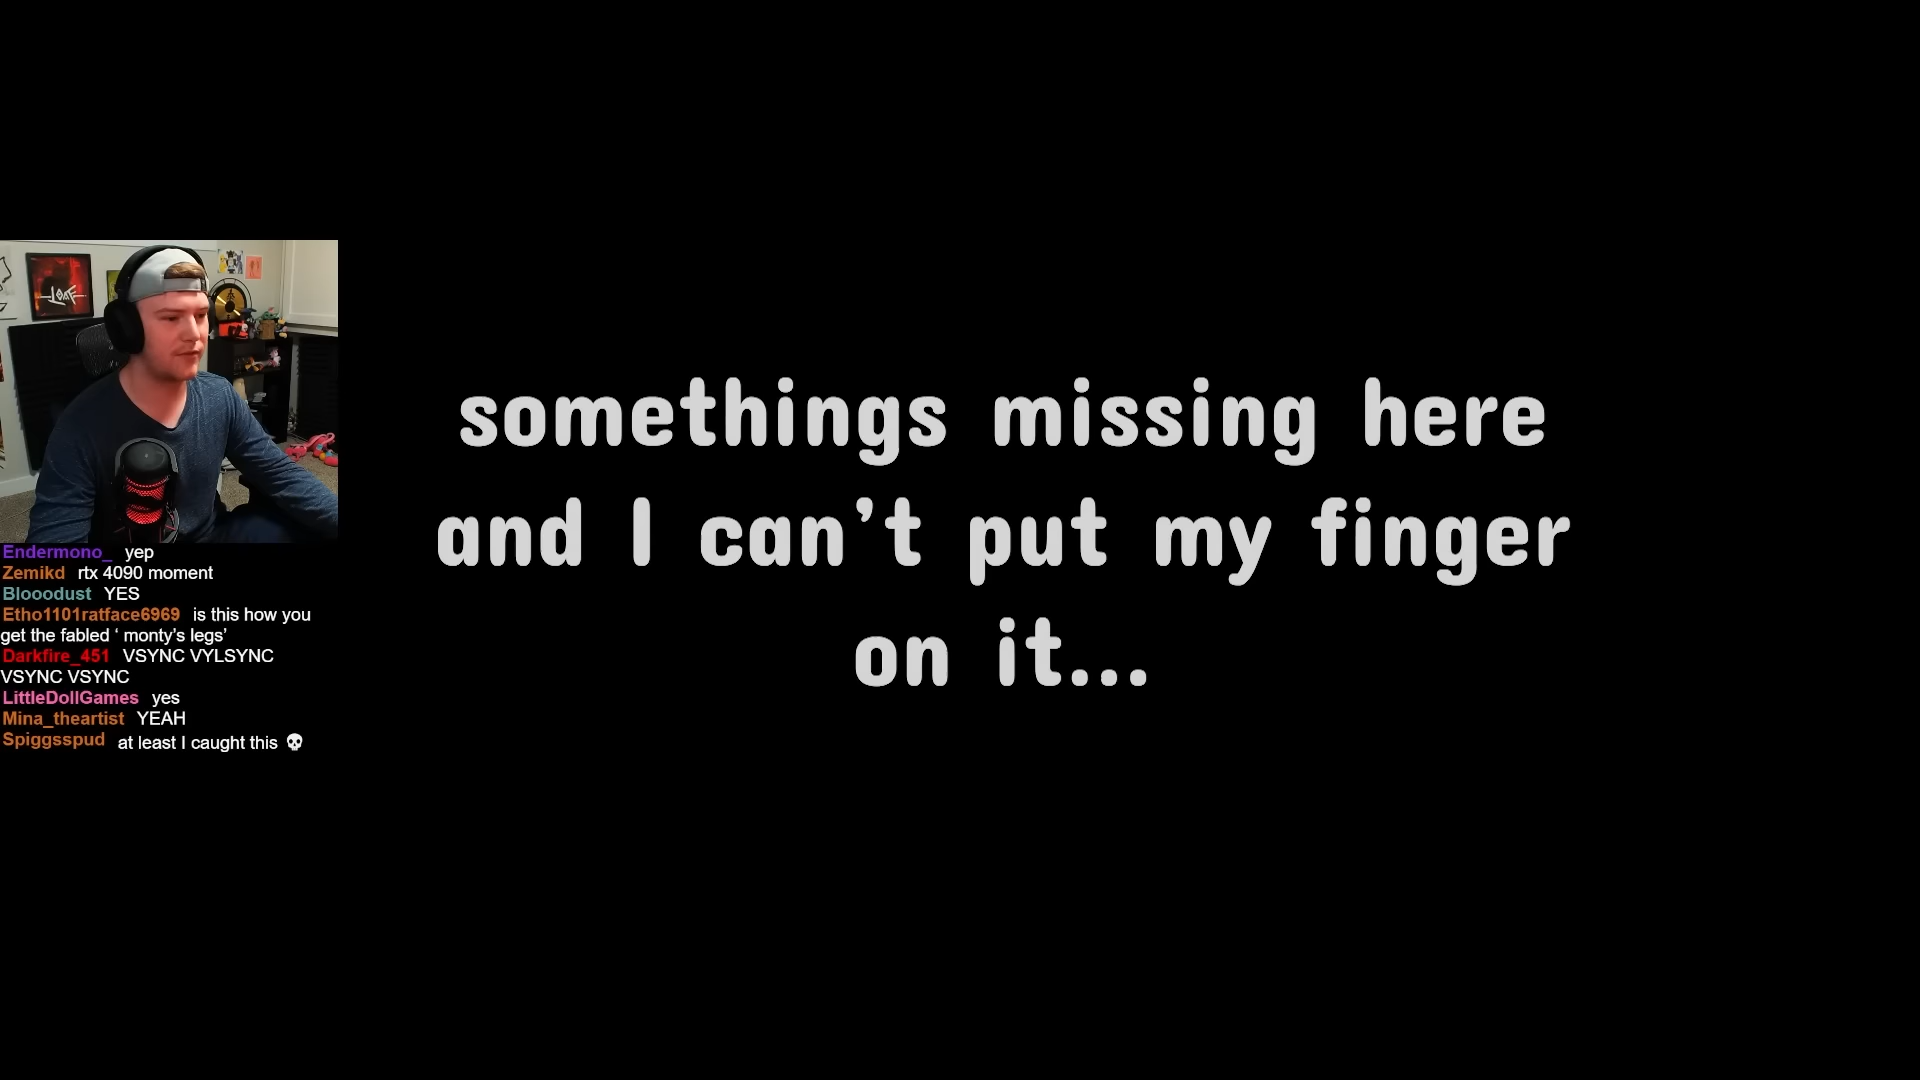 LOAF
somethings missing here
and I can’t put my finger
on it...
Endermono_ yep
Zemikd rtx 4090 moment
Blooodust YES
Etho1101ratface6969 is this how you
get the fabled ‘ monty’s legs’
Darkfire_451 VSYNC VYLSYNC
VSYNC VSYNC
LittleDollGames yes
Mina_theartist YEAH
Spiggsspud at least I caught this 💀